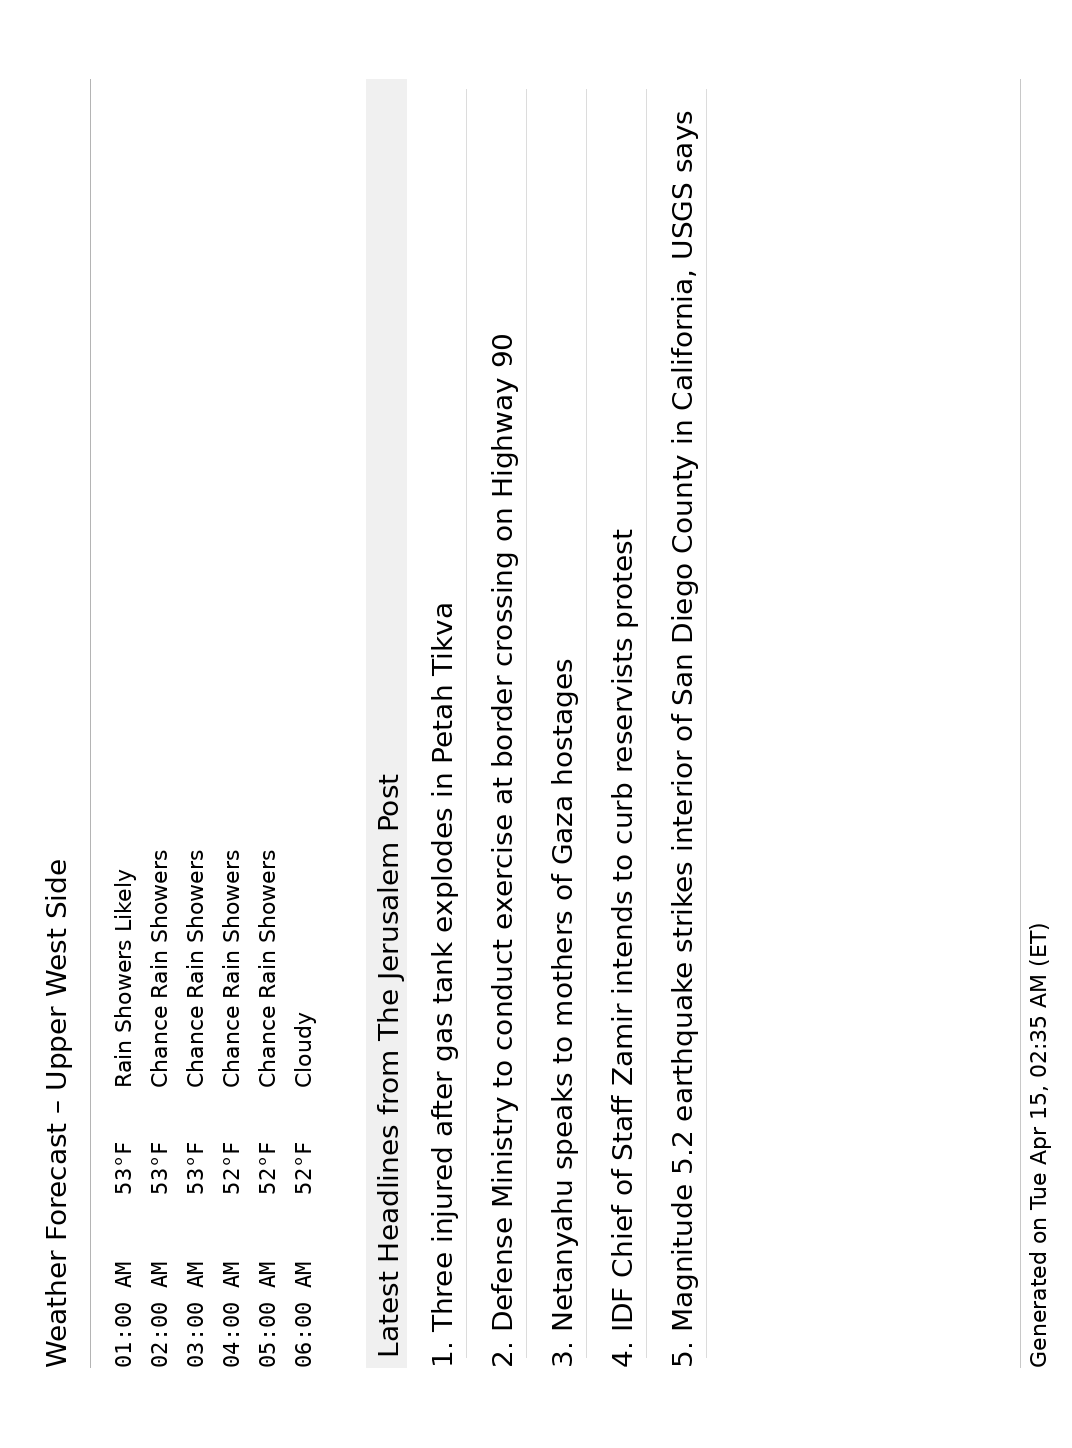 Weather Forecast – Upper West Side
01:00 AM 53°F Rain Showers Likely
02:00 AM 53°F Chance Rain Showers
03:00 AM 53°F Chance Rain Showers
04:00 AM 52°F Chance Rain Showers
05:00 AM 52°F Chance Rain Showers
06:00 AM 52°F Cloudy
Latest Headlines from The Jerusalem Post
1. Three injured after gas tank explodes in Petah Tikva
2. Defense Ministry to conduct exercise at border crossing on Highway 90
3. Netanyahu speaks to mothers of Gaza hostages
4. IDF Chief of Staff Zamir intends to curb reservists protest
5. Magnitude 5.2 earthquake strikes interior of San Diego County in California, USGS says
Generated on Tue Apr 15, 02:35 AM (ET)